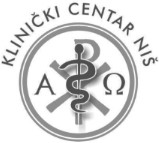 KLINIČKI CENTAR NIŠ
Α Ω